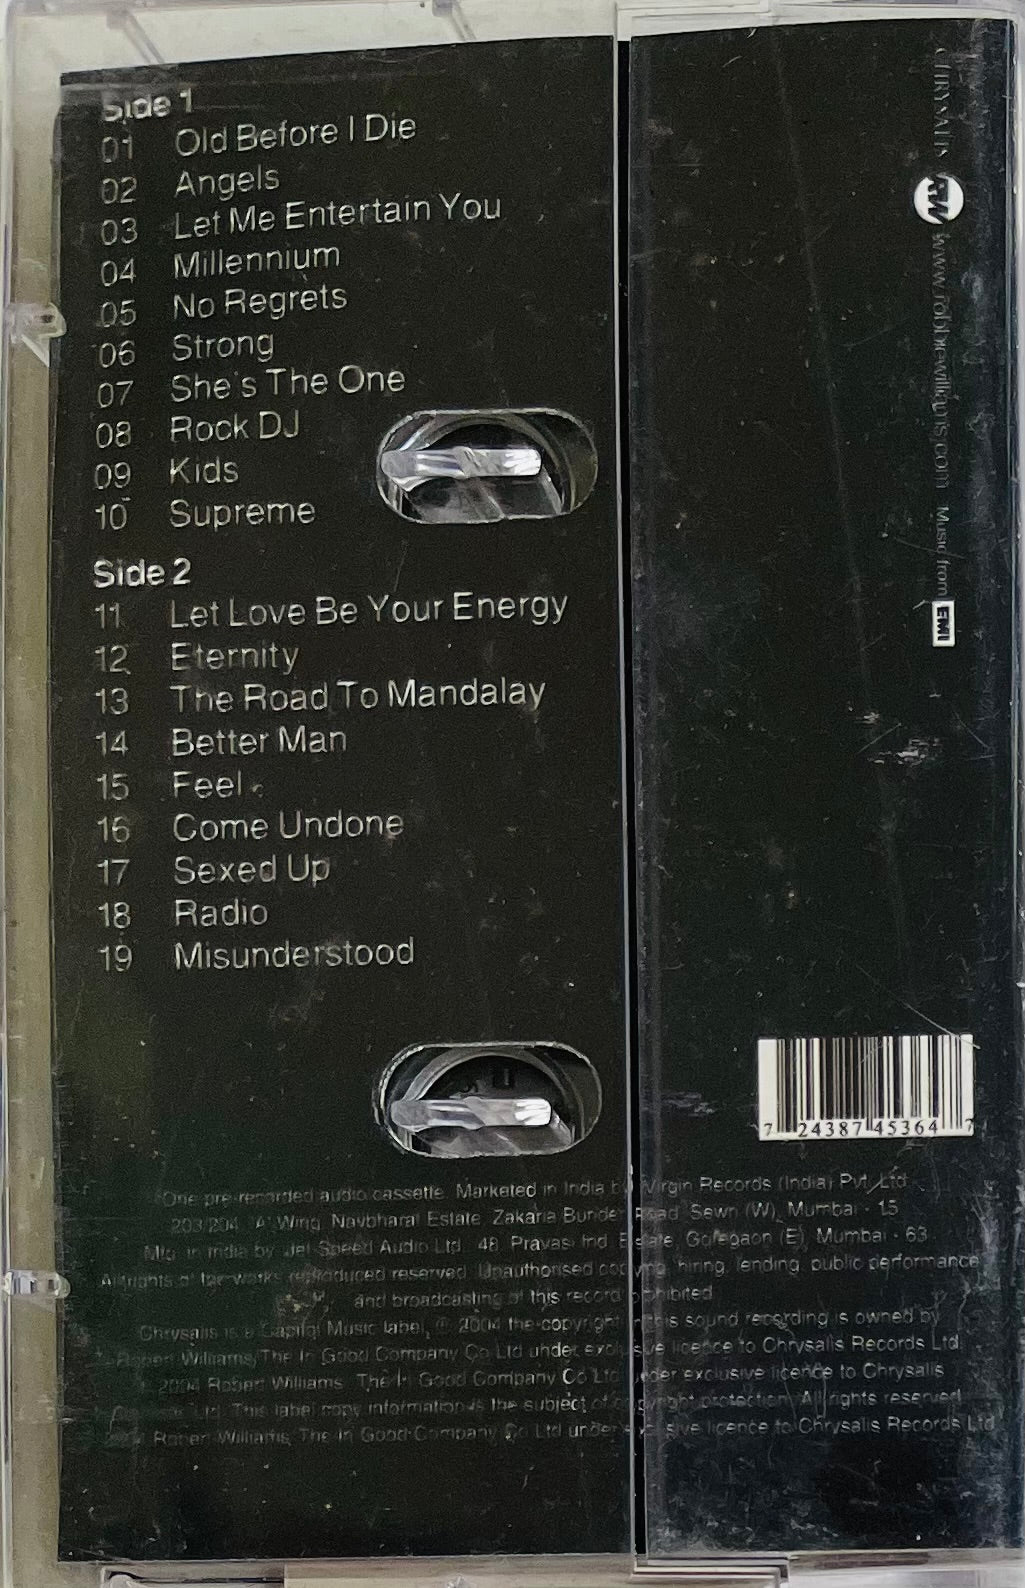 Side 1
01 Old Before I Die
02 Angels
03 Let Me Entertain You
04 Millennium
05 No Regrets
06 Strong
07 She's The One
08 Rock DJ
09 Kids
10 Supreme
Side 2
11 Let Love Be Your Energy
12 Eternity
13 The Road To Mandalay
14 Better Man
15 Feel
16 Come Undone
17 Sexed Up
18 Radio
19 Misunderstood
CHRYSALIS RW www.robbiewilliams.com Music from EMI
7 24387 45364 7
One pre-recorded audio cassette. Marketed in India by Virgin Records (India) Pvt. Ltd
203/204, 'A' Wing, Navbharat Estate, Zakaria Bunder Road, Sewri (W), Mumbai - 15
Mfg. in India by Jet Speed Audio Ltd. 48, Pravasi Ind. Estate, Goregaon (E), Mumbai - 63.
All rights of the works reproduced reserved. Unauthorised copying, hiring, lending, public performance
and broadcasting of this record prohibited
Chrysalis is a Capitol Music label, ℗ 2004 the copyright in this sound recording is owned by
Robert Williams/The In Good Company Co Ltd under exclusive licence to Chrysalis Records Ltd.
2004 Robert Williams/The In Good Company Co Ltd under exclusive licence to Chrysalis
Ltd. This label copy information is the subject of copyright protection. All rights reserved.
Robert Williams/The In Good Company Co Ltd under exclusive licence to Chrysalis Records Ltd